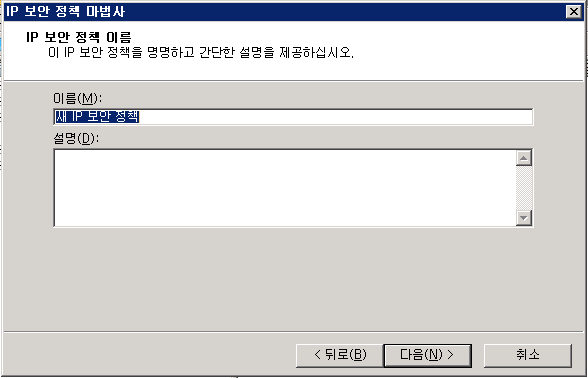 IP 보안 정책 마법사
IP 보안 정책 이름
이 IP 보안 정책을 명명하고 간단한 설명을 제공하십시오.
이름(M):
새 IP 보안 정책
설명(D):
< 뒤로(B) 다음(N) > 취소